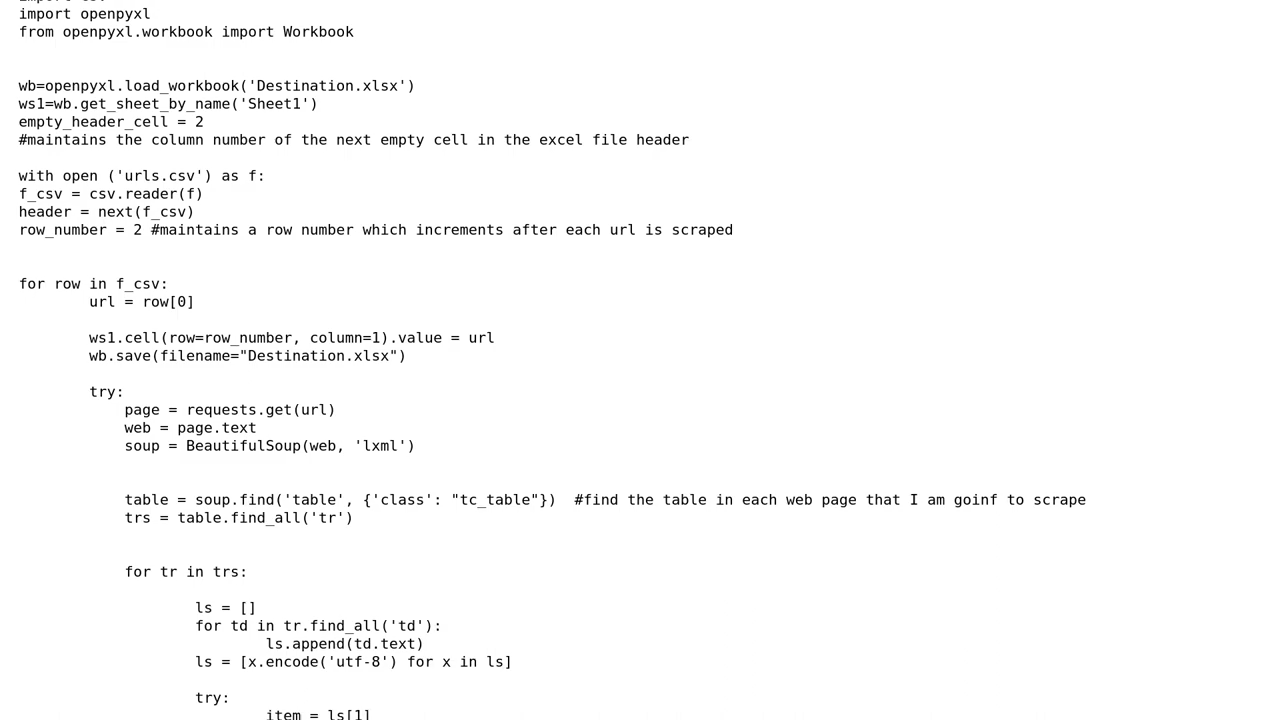 import openpyxl
from openpyxl.workbook import Workbook
wb=openpyxl.load_workbook('Destination.xlsx')
ws1=wb.get_sheet_by_name('Sheet1')
empty_header_cell = 2
#maintains the column number of the next empty cell in the excel file header
with open ('urls.csv') as f:
f_csv = csv.reader(f)
header = next(f_csv)
row_number = 2 #maintains a row number which increments after each url is scraped
for row in f_csv:
url = row[0]
ws1.cell(row=row_number, column=1).value = url
wb.save(filename="Destination.xlsx")
try:
page = requests.get(url)
web = page.text
soup = BeautifulSoup(web, 'lxml')
table = soup.find('table', {'class': "tc_table"})  #find the table in each web page that I am goinf to scrape
trs = table.find_all('tr')
for tr in trs:
ls = []
for td in tr.find_all('td'):
ls.append(td.text)
ls = [x.encode('utf-8') for x in ls]
try:
item = ls[1]